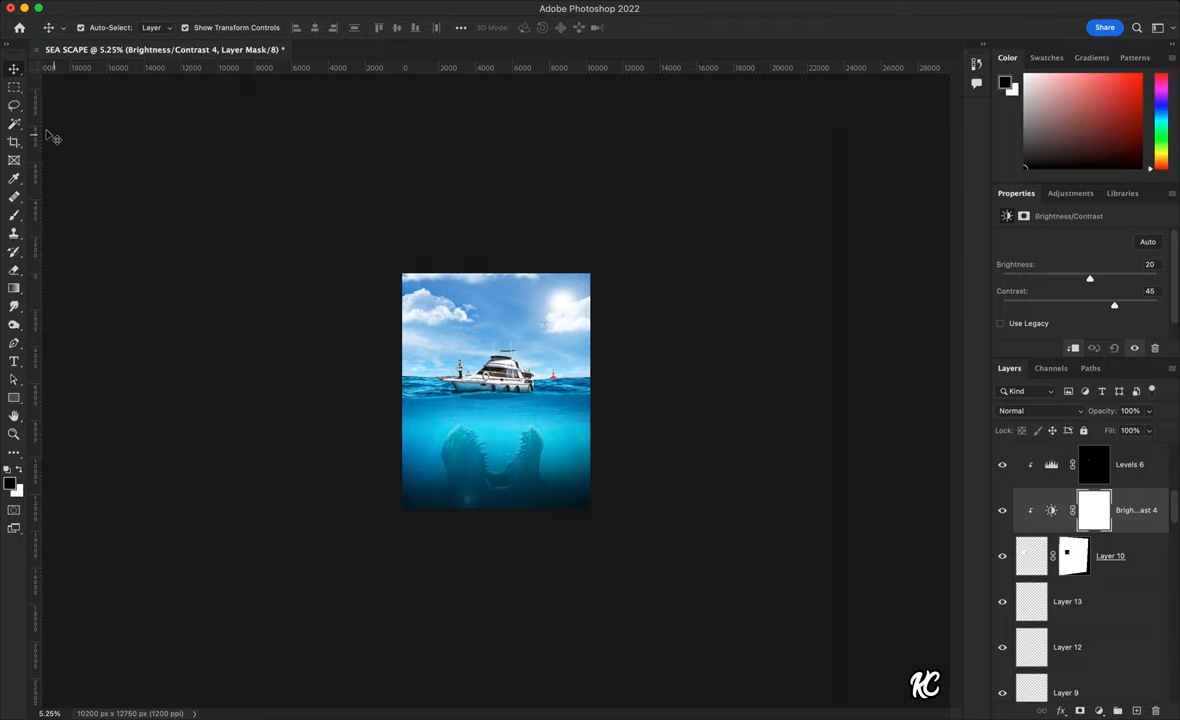 Adobe Photoshop 2022
Auto-Select: Layer Show Transform Controls 3D Mode: Share
SEA SCAPE @ 5.25% (Brightness/Contrast 4, Layer Mask/8) *
000 18000 16000 14000 12000 10000 8000 6000 4000 2000 0 2000 4000 6000 8000 10000 12000 14000 16000 18000 20000 22000 24000 26000 28000
Color Swatches Gradients Patterns
Properties Adjustments Libraries
Brightness/Contrast
Auto
Brightness: 20
Contrast: 45
Use Legacy
Layers Channels Paths
Kind
Normal Opacity: 100%
Lock: Fill: 100%
Levels 6
Brigh...ast 4
Layer 10
Layer 13
Layer 12
Layer 9
KC
5.25% 10200 px x 12750 px (1200 ppi)